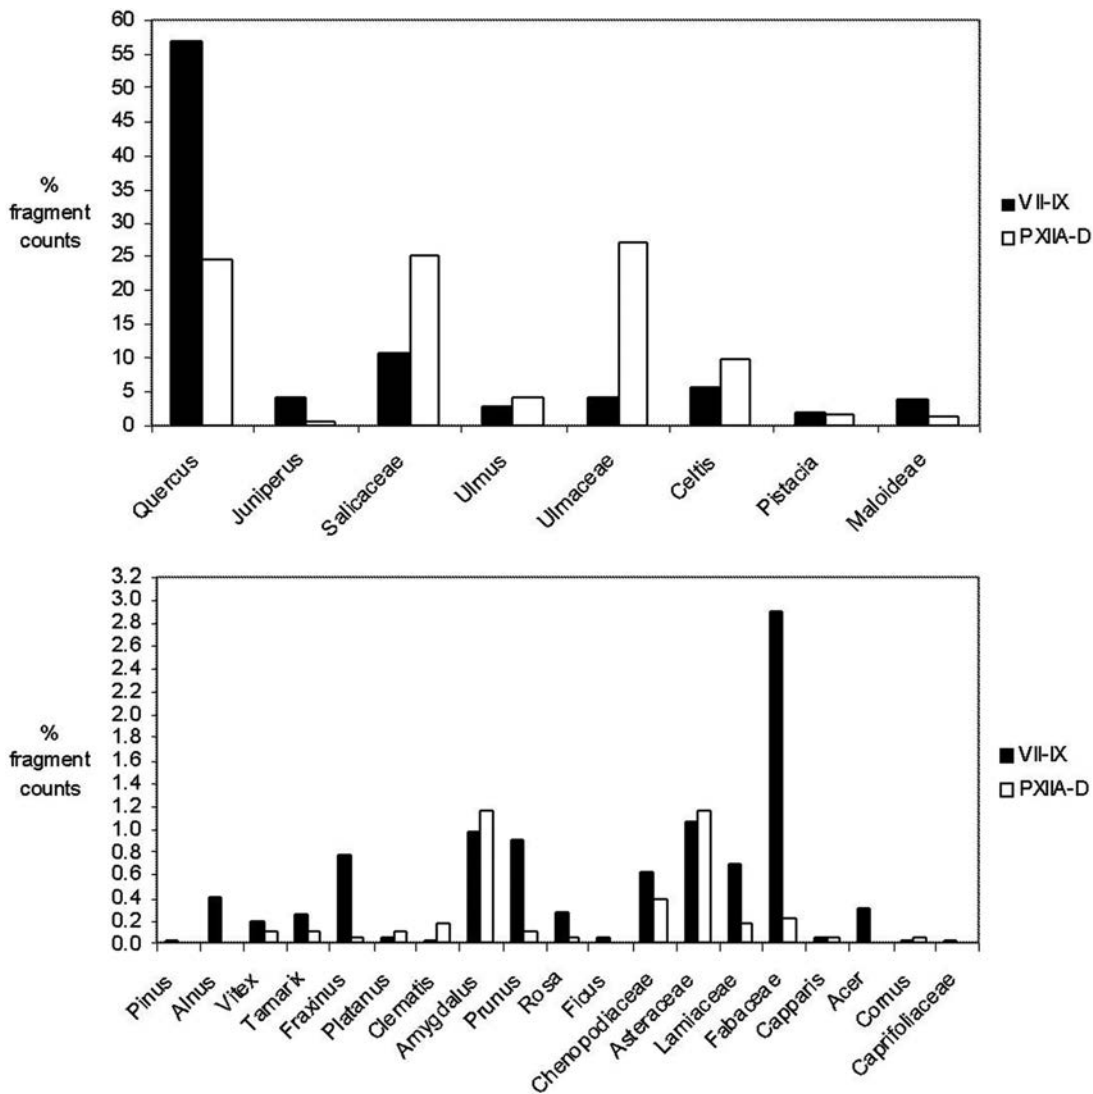 60
55
50
45
40
35
30
25
20
15
10
5
0
%
fragment
counts
Quercus
Juniperus
Salicaceae
Ulmus
Ulmaceae
Celtis
Pistacia
Maloideae
VII-IX
PXIIA-D
3.2
3.0
2.8
2.6
2.4
2.2
2.0
1.8
1.6
1.4
1.2
1.0
0.8
0.6
0.4
0.2
0.0
%
fragment
counts
Pinus
Alnus
Vitex
Tamarix
Fraxinus
Platanus
Clematis
Amygdalus
Prunus
Rosa
Ficus
Chenopodiaceae
Asteraceae
Lamiaceae
Fabaceae
Capparis
Acer
Cornus
Caprifoliaceae
VII-IX
PXIIA-D